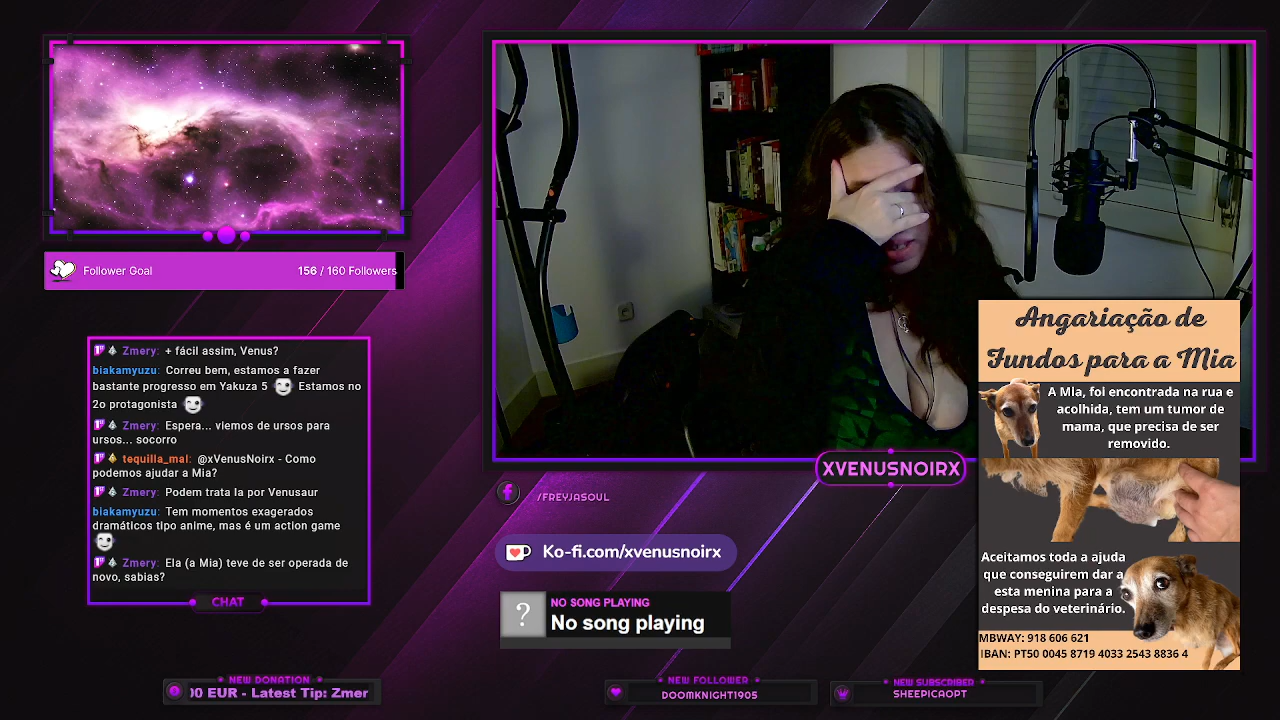 Follower Goal
156 / 160 Followers
Zmery: + fácil assim, Venus?
biakamyuzu: Correu bem, estamos a fazer
bastante progresso em Yakuza 5 Estamos no
2o protagonista
Zmery: Espera... viemos de ursos para
ursos... socorro
tequilla_mal: @xVenusNoirx - Como
podemos ajudar a Mia?
Zmery: Podem trata la por Venusaur
biakamyuzu: Tem momentos exagerados
dramáticos tipo anime, mas é um action game
Zmery: Ela (a Mia) teve de ser operada de
novo, sabias?
CHAT
XVENUSNOIRX
/FREYJASOUL
Ko-fi.com/xvenusnoirx
?
NO SONG PLAYING
No song playing
Angariação de
Fundos para a Mia
A Mia, foi encontrada na rua e
acolhida, tem um tumor de
mama, que precisa de ser
removido.
Aceitamos toda a ajuda
que conseguirem dar a
esta menina para a
despesa do veterinário.
MBWAY: 918 606 621
IBAN: PT50 0045 8719 4033 2543 8836 4
NEW DONATION
00 EUR - Latest Tip: Zmer
NEW FOLLOWER
DOOMKNIGHT1905
NEW SUBSCRIBER
SHEEPICAOPT